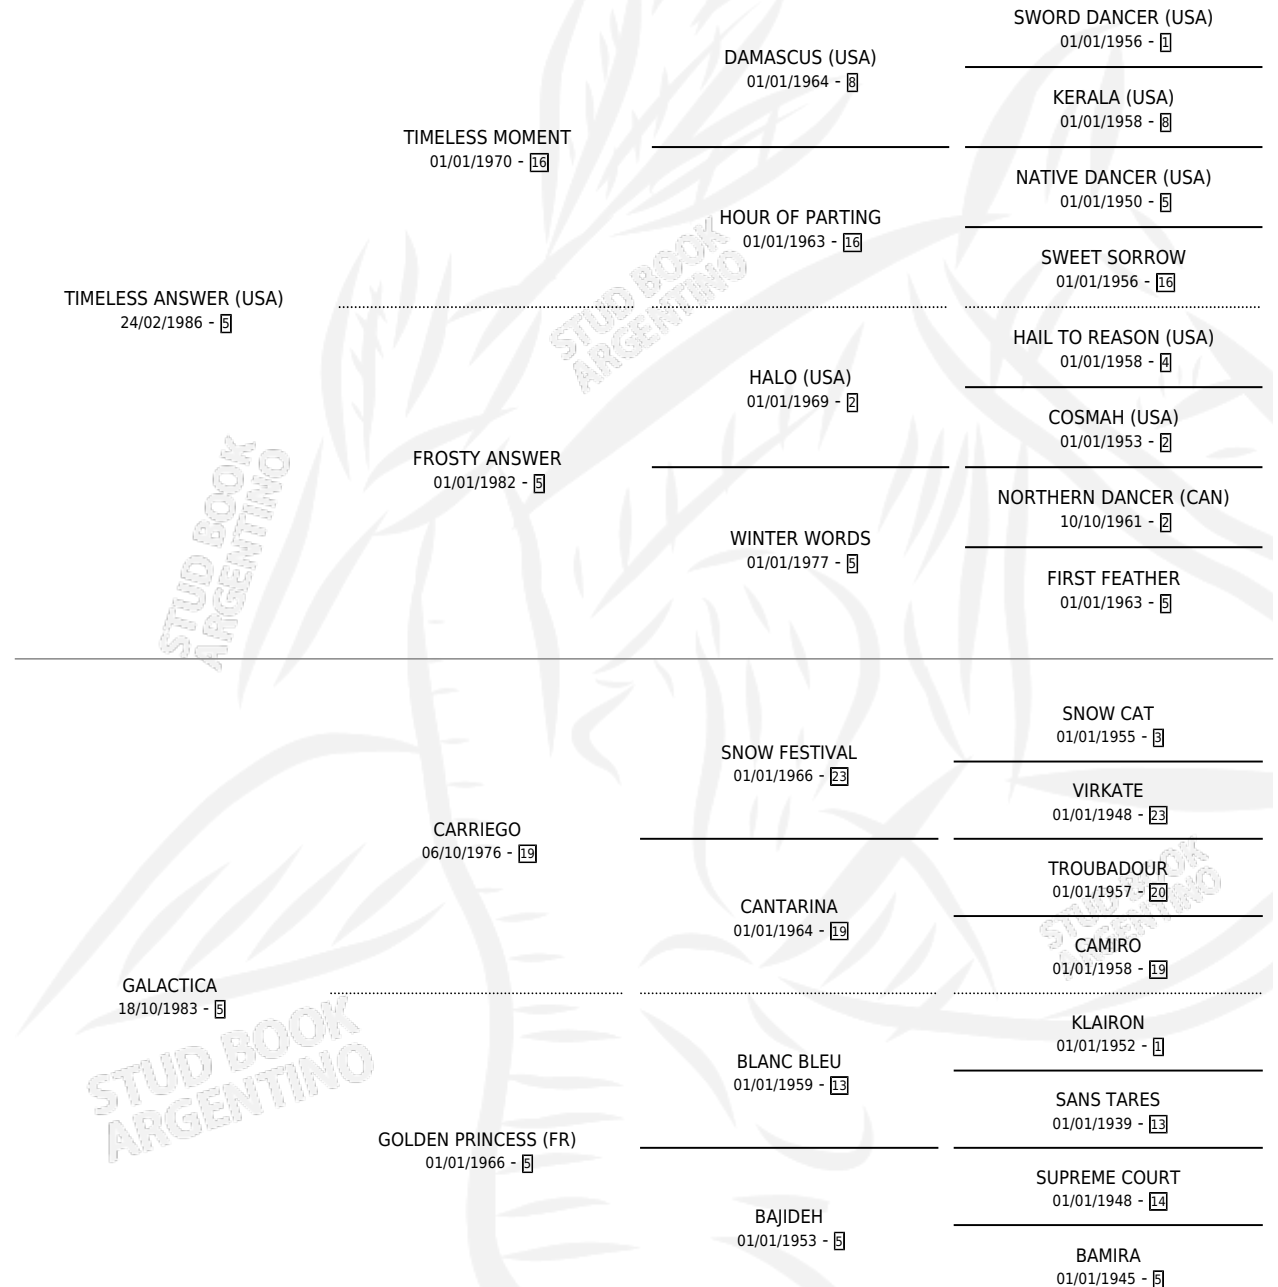 SWORD DANCER (USA)
01/01/1956 - 1
DAMASCUS (USA)
01/01/1964 - 8
KERALA (USA)
01/01/1958 - 8
TIMELESS MOMENT
01/01/1970 - 16
NATIVE DANCER (USA)
01/01/1950 - 5
HOUR OF PARTING
01/01/1963 - 16
SWEET SORROW
01/01/1956 - 16
TIMELESS ANSWER (USA)
24/02/1986 - 5
STUD BOOK
ARGENTINO
HAIL TO REASON (USA)
01/01/1958 - 4
HALO (USA)
01/01/1969 - 2
COSMAH (USA)
01/01/1953 - 2
FROSTY ANSWER
01/01/1982 - 5
NORTHERN DANCER (CAN)
10/10/1961 - 2
WINTER WORDS
01/01/1977 - 5
FIRST FEATHER
01/01/1963 - 5
STUD BOOK
ARGENTINO
SNOW CAT
01/01/1955 - 3
SNOW FESTIVAL
01/01/1966 - 23
VIRKATE
01/01/1948 - 23
CARRIEGO
06/10/1976 - 19
TROUBADOUR
01/01/1957 - 20
CANTARINA
01/01/1964 - 19
STUD BOOK
ARGENTINO
CAMIRO
01/01/1958 - 19
GALACTICA
18/10/1983 - 5
STUD BOOK
ARGENTINO
KLAIRON
01/01/1952 - 1
BLANC BLEU
01/01/1959 - 13
SANS TARES
01/01/1939 - 13
GOLDEN PRINCESS (FR)
01/01/1966 - 5
SUPREME COURT
01/01/1948 - 14
BAJIDEH
01/01/1953 - 5
BAMIRA
01/01/1945 - 5